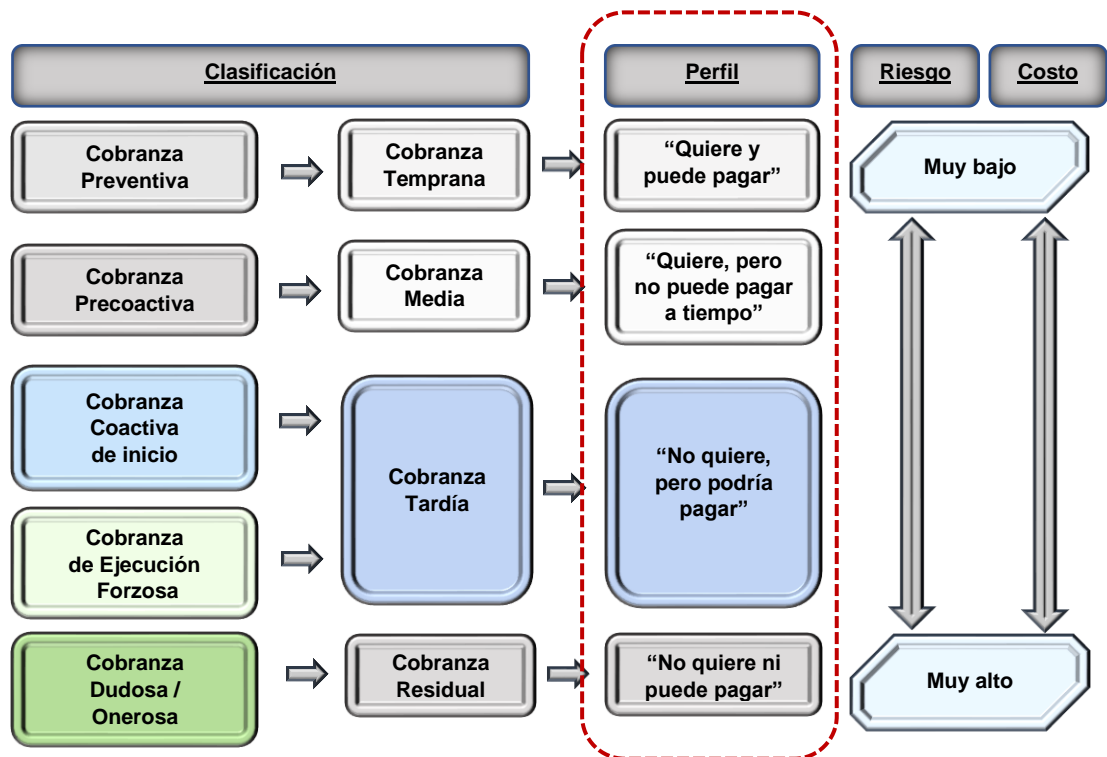 Clasificación
Perfil
Riesgo
Costo
Cobranza
Preventiva
Cobranza
Temprana
“Quiere y
puede pagar”
Muy bajo
Cobranza
Precoactiva
Cobranza
Media
“Quiere, pero
no puede pagar
a tiempo”
Cobranza
Coactiva
de inicio
Cobranza
de Ejecución
Forzosa
Cobranza
Tardía
“No quiere,
pero podría
pagar”
Cobranza
Dudosa /
Onerosa
Cobranza
Residual
“No quiere ni
puede pagar”
Muy alto